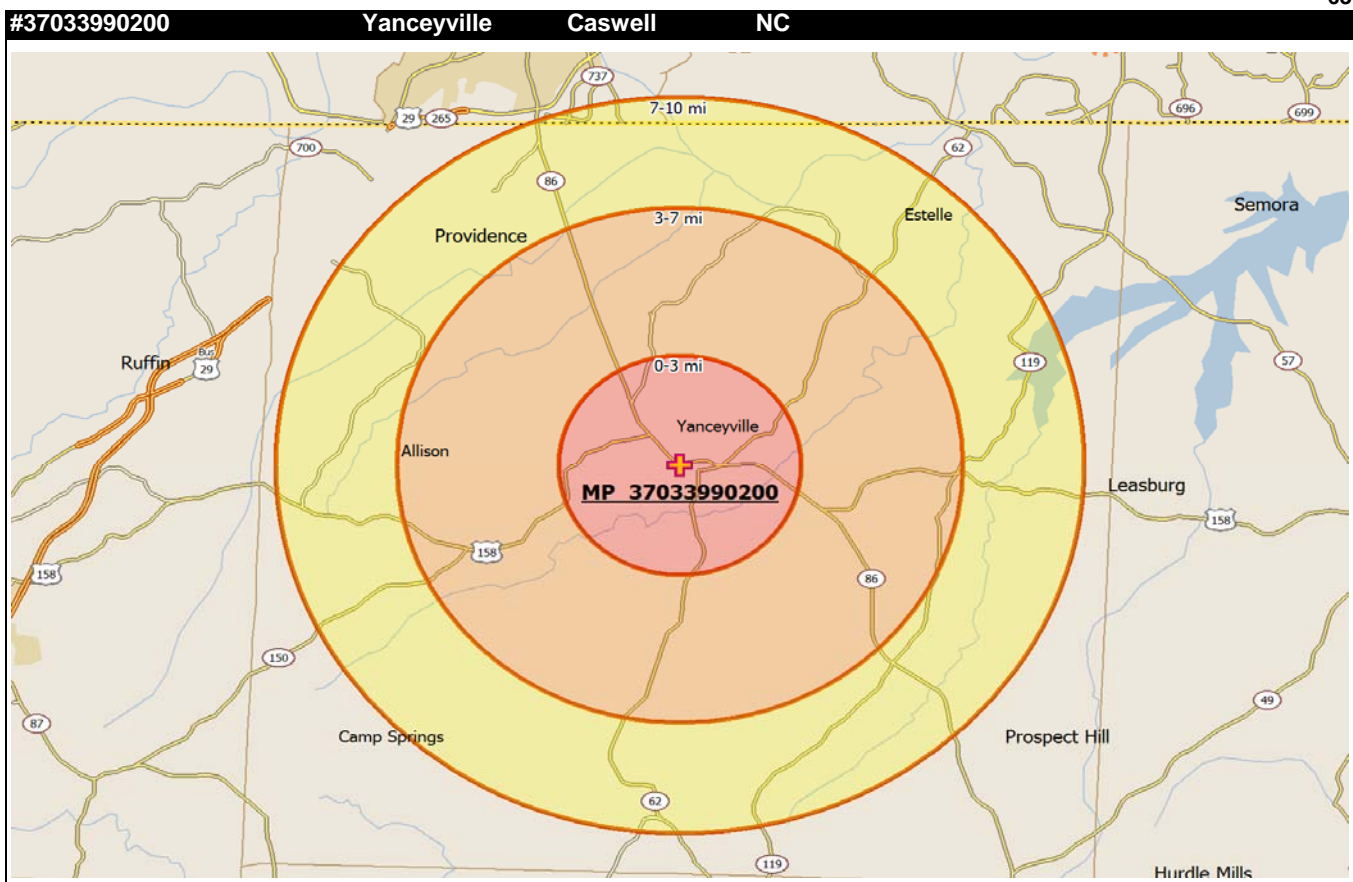 #37033990200 Yanceyville Caswell NC
737
7-10 mi
29 265
696
699
700
62
86
3-7 mi
Estelle
Semora
Providence
Ruffin
Bus
29
0-3 mi
119
57
Yanceyville
Allison
MP 37033990200
Leasburg
158
158
158
86
150
49
87
Camp Springs
Prospect Hill
62
119
Hurdle Mills